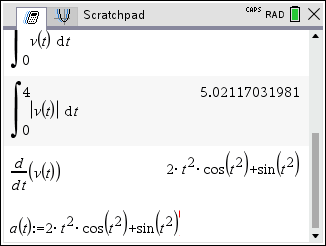 CAPS RAD
Scratchpad
∫₀ v(t) dt
∫₀⁴ |v(t)| dt 5.02117031981
d/dt (v(t)) 2·t²·cos(t²)+sin(t²)
a(t):=2·t²·cos(t²)+sin(t)²